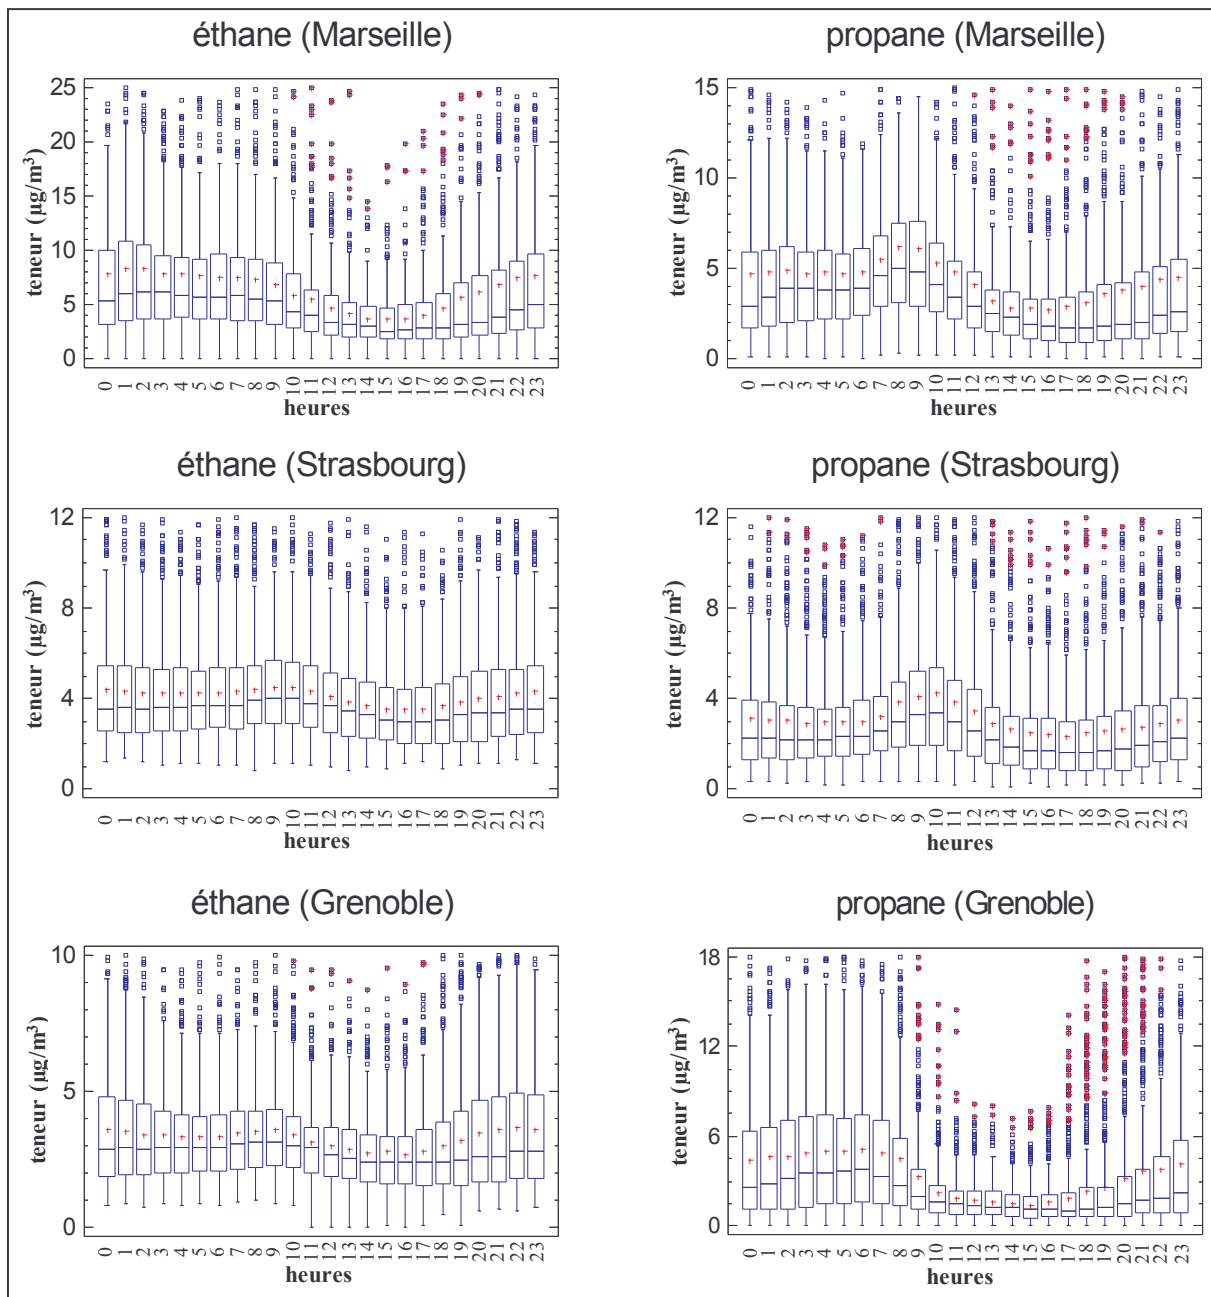 éthane (Marseille)
teneur (µg/m³)
25
20
15
10
5
0
0 1 2 3 4 5 6 7 8 9 10 11 12 13 14 15 16 17 18 19 20 21 22 23
heures
propane (Marseille)
teneur (µg/m³)
15
10
5
0
0 1 2 3 4 5 6 7 8 9 10 11 12 13 14 15 16 17 18 19 20 21 22 23
heures
éthane (Strasbourg)
teneur (µg/m³)
12
8
4
0
0 1 2 3 4 5 6 7 8 9 10 11 12 13 14 15 16 17 18 19 20 21 22 23
heures
propane (Strasbourg)
teneur (µg/m³)
12
8
4
0
0 1 2 3 4 5 6 7 8 9 10 11 12 13 14 15 16 17 18 19 20 21 22 23
heures
éthane (Grenoble)
teneur (µg/m³)
10
5
0
0 1 2 3 4 5 6 7 8 9 10 11 12 13 14 15 16 17 18 19 20 21 22 23
heures
propane (Grenoble)
teneur (µg/m³)
18
12
6
0
0 1 2 3 4 5 6 7 8 9 10 11 12 13 14 15 16 17 18 19 20 21 22 23
heures